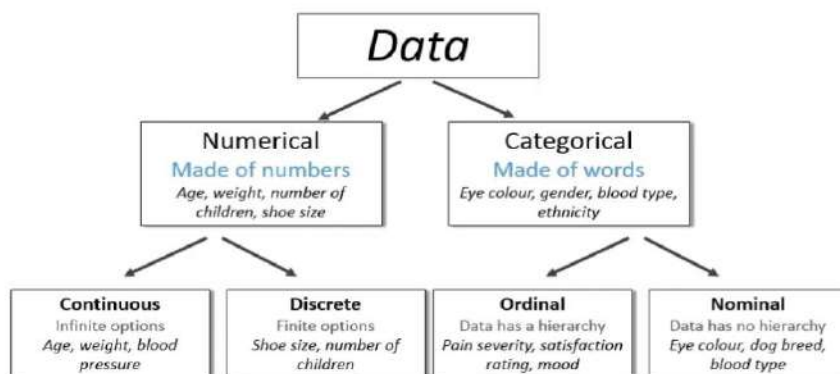 Data
Numerical
Made of numbers
Age, weight, number of
children, shoe size
Categorical
Made of words
Eye colour, gender, blood type,
ethnicity
Continuous
Infinite options
Age, weight, blood
pressure
Discrete
Finite options
Shoe size, number of
children
Ordinal
Data has a hierarchy
Pain severity, satisfaction
rating, mood
Nominal
Data has no hierarchy
Eye colour, dog breed,
blood type